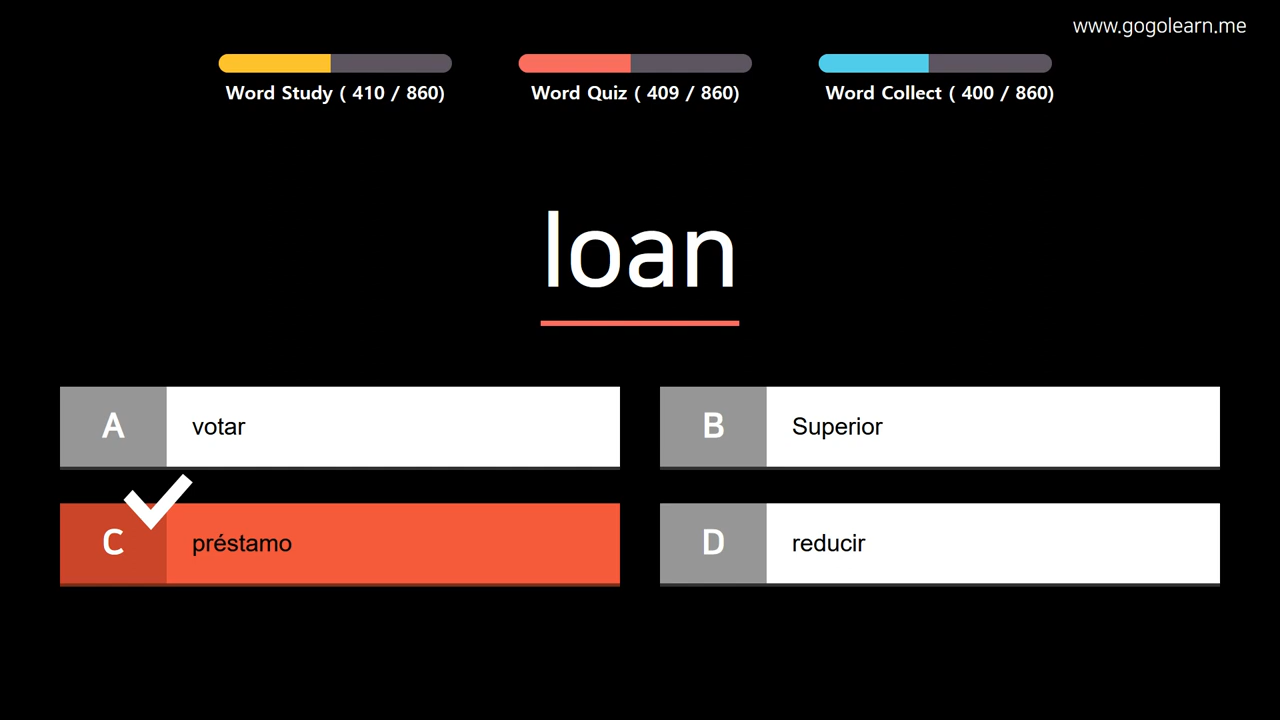 www.gogolearn.me
Word Study ( 410 / 860)
Word Quiz ( 409 / 860)
Word Collect ( 400 / 860)
loan
A votar
B Superior
C préstamo
D reducir